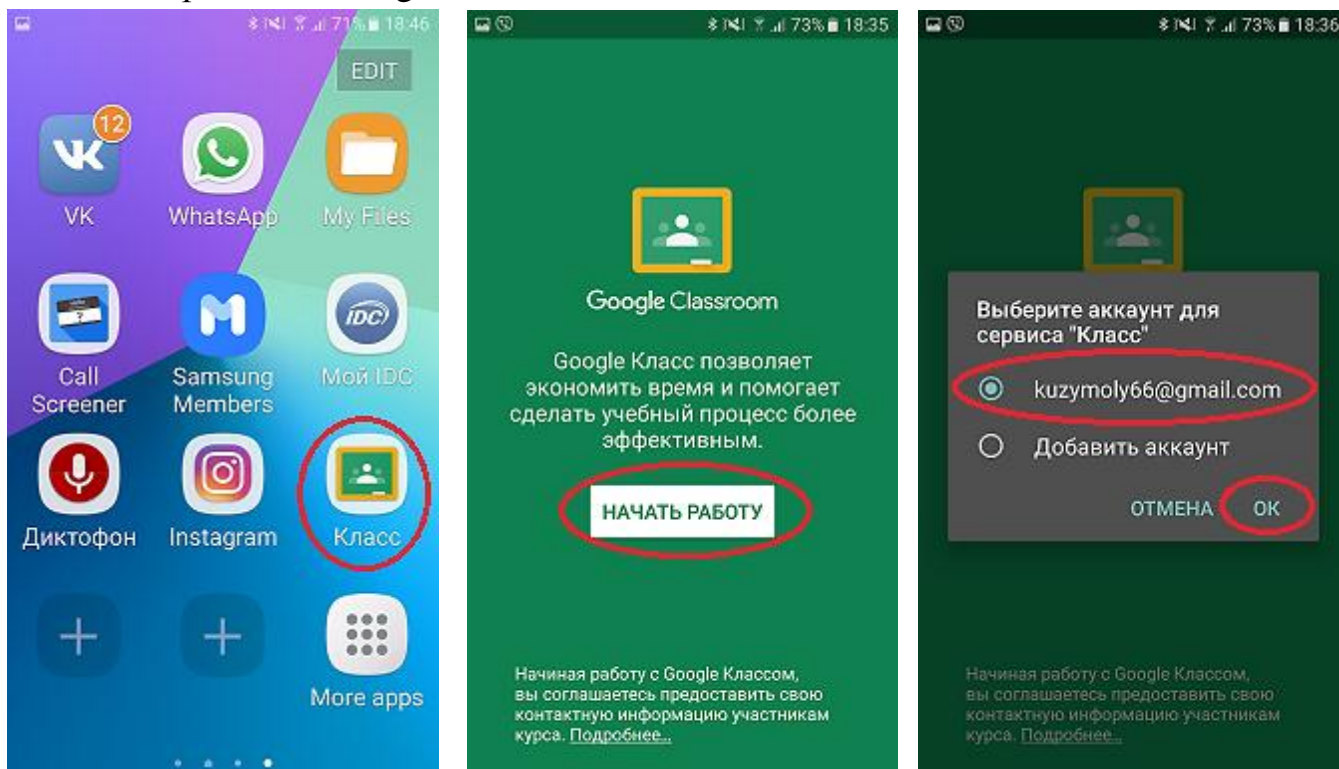 71% 18:46
EDIT
12
VK
WhatsApp
My Files
?
IDC
Call
Screener
Samsung
Members
Мой IDC
Диктофон
Instagram
Класс
More apps
73% 18:35
Google Classroom
Google Класс позволяет
экономить время и помогает
сделать учебный процесс более
эффективным.
НАЧАТЬ РАБОТУ
Начиная работу с Google Классом,
вы соглашаетесь предоставить свою
контактную информацию участникам
курса. Подробнее...
73% 18:36
Выберите аккаунт для
сервиса "Класс"
kuzymoly66@gmail.com
Добавить аккаунт
ОТМЕНА ОК
Начиная работу с Google Классом,
вы соглашаетесь предоставить свою
контактную информацию участникам
курса. Подробнее...